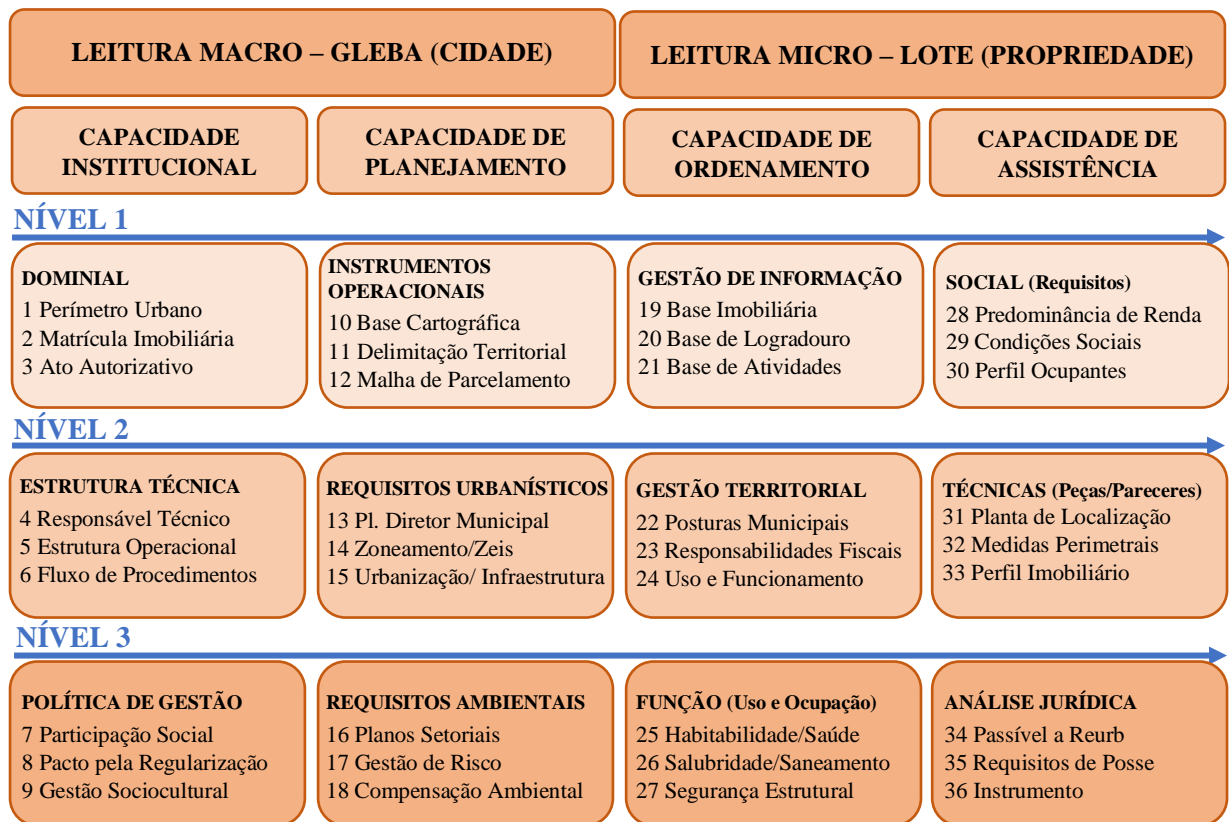 LEITURA MACRO – GLEBA (CIDADE)
LEITURA MICRO – LOTE (PROPRIEDADE)
CAPACIDADE
INSTITUCIONAL
CAPACIDADE DE
PLANEJAMENTO
CAPACIDADE DE
ORDENAMENTO
CAPACIDADE DE
ASSISTÊNCIA
NÍVEL 1
DOMINIAL
1 Perímetro Urbano
2 Matrícula Imobiliária
3 Ato Autorizativo
INSTRUMENTOS
OPERACIONAIS
10 Base Cartográfica
11 Delimitação Territorial
12 Malha de Parcelamento
GESTÃO DE INFORMAÇÃO
19 Base Imobiliária
20 Base de Logradouro
21 Base de Atividades
SOCIAL (Requisitos)
28 Predominância de Renda
29 Condições Sociais
30 Perfil Ocupantes
NÍVEL 2
ESTRUTURA TÉCNICA
4 Responsável Técnico
5 Estrutura Operacional
6 Fluxo de Procedimentos
REQUISITOS URBANÍSTICOS
13 Pl. Diretor Municipal
14 Zoneamento/Zeis
15 Urbanização/ Infraestrutura
GESTÃO TERRITORIAL
22 Posturas Municipais
23 Responsabilidades Fiscais
24 Uso e Funcionamento
TÉCNICAS (Peças/Pareceres)
31 Planta de Localização
32 Medidas Perimetrais
33 Perfil Imobiliário
NÍVEL 3
POLÍTICA DE GESTÃO
7 Participação Social
8 Pacto pela Regularização
9 Gestão Sociocultural
REQUISITOS AMBIENTAIS
16 Planos Setoriais
17 Gestão de Risco
18 Compensação Ambiental
FUNÇÃO (Uso e Ocupação)
25 Habitabilidade/Saúde
26 Salubridade/Saneamento
27 Segurança Estrutural
ANÁLISE JURÍDICA
34 Passível a Reurb
35 Requisitos de Posse
36 Instrumento